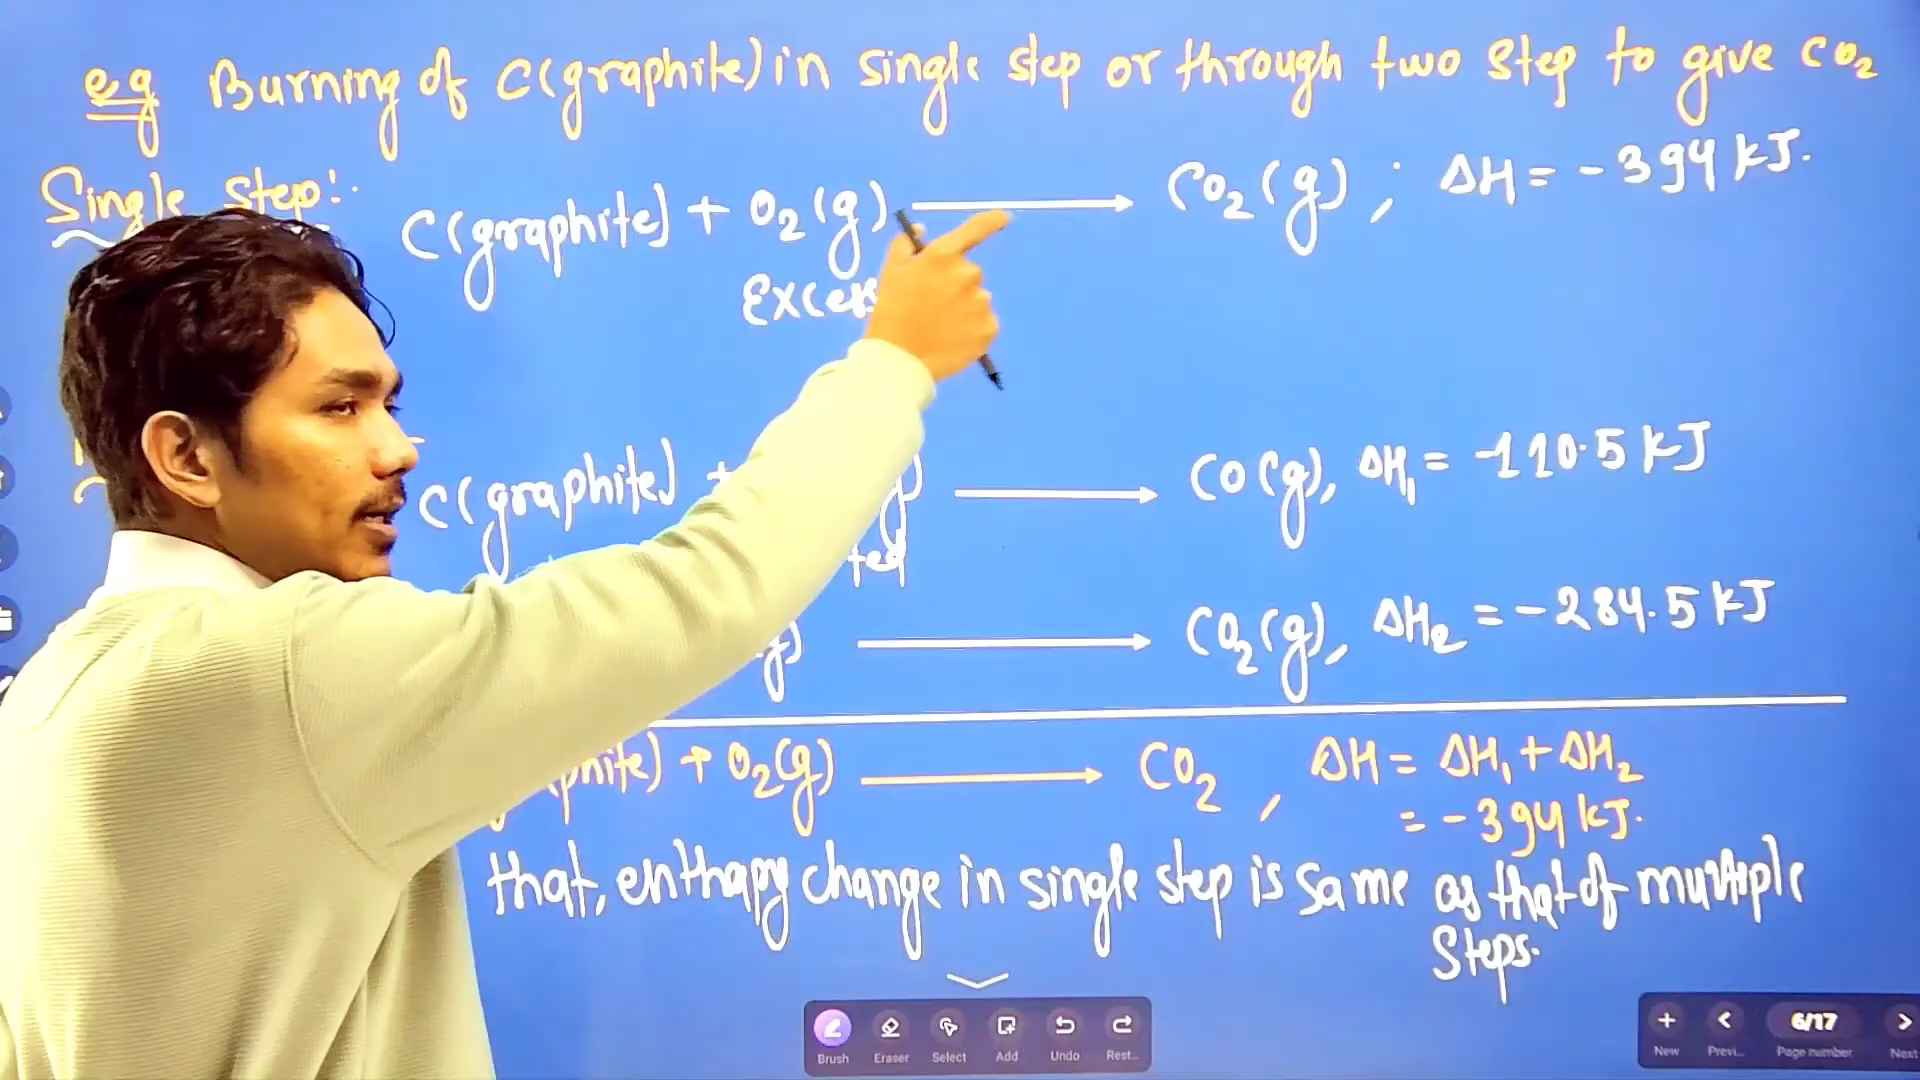 e.g Burning of C(graphite) in single step or through two step to give CO₂
Single step:
C(graphite) + O₂(g) ⟶ CO₂(g) ; ΔH = -394 kJ.
C(graphite) + ⟶ CO(g), ΔH₁ = -110.5 kJ
⟶ CO₂(g), ΔH₂ = -284.5 kJ
+ O₂(g) ⟶ CO₂ , ΔH = ΔH₁ + ΔH₂
= -394 kJ.
that, enthapy change in single step is same as that of multiple
Steps.
Brush Eraser Select Add Undo Rest...
New Previ... Page number Next
6/17